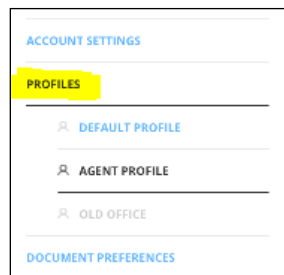 ACCOUNT SETTINGS
PROFILES
DEFAULT PROFILE
AGENT PROFILE
OLD OFFICE
DOCUMENT PREFERENCES